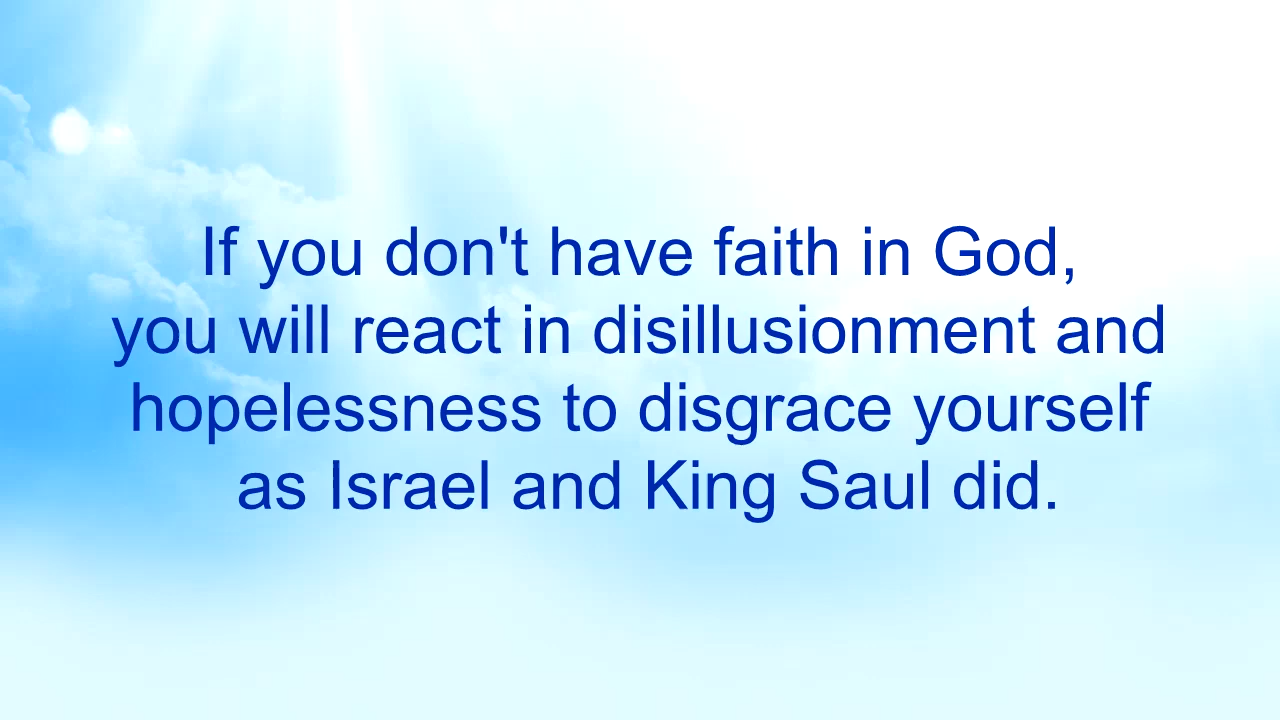 If you don't have faith in God,
you will react in disillusionment and
hopelessness to disgrace yourself
as Israel and King Saul did.